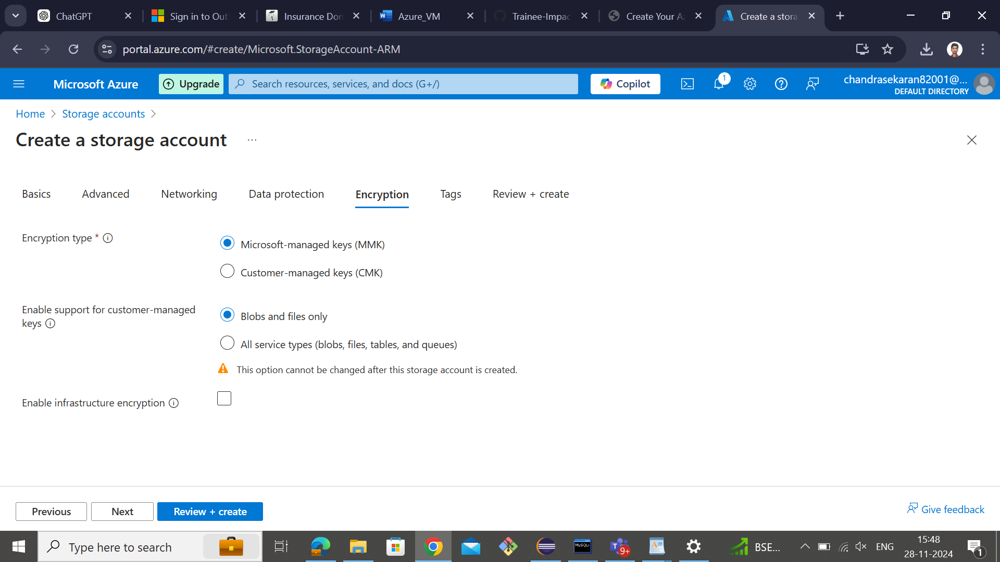 ChatGPT
Sign in to Out
Insurance Dom
Azure_VM
Trainee-Impac
Create Your Az
Create a stora
portal.azure.com/#create/Microsoft.StorageAccount-ARM
Microsoft Azure
Upgrade
Search resources, services, and docs (G+/)
Copilot
1
chandrasekaran82001@...
DEFAULT DIRECTORY
Home
Storage accounts
Create a storage account
...
Basics
Advanced
Networking
Data protection
Encryption
Tags
Review + create
Encryption type *
Microsoft-managed keys (MMK)
Customer-managed keys (CMK)
Enable support for customer-managed
keys
Blobs and files only
All service types (blobs, files, tables, and queues)
This option cannot be changed after this storage account is created.
Enable infrastructure encryption
Previous
Next
Review + create
Give feedback
Type here to search
MySQL
9+
BSE...
ENG
15:48
28-11-2024
1